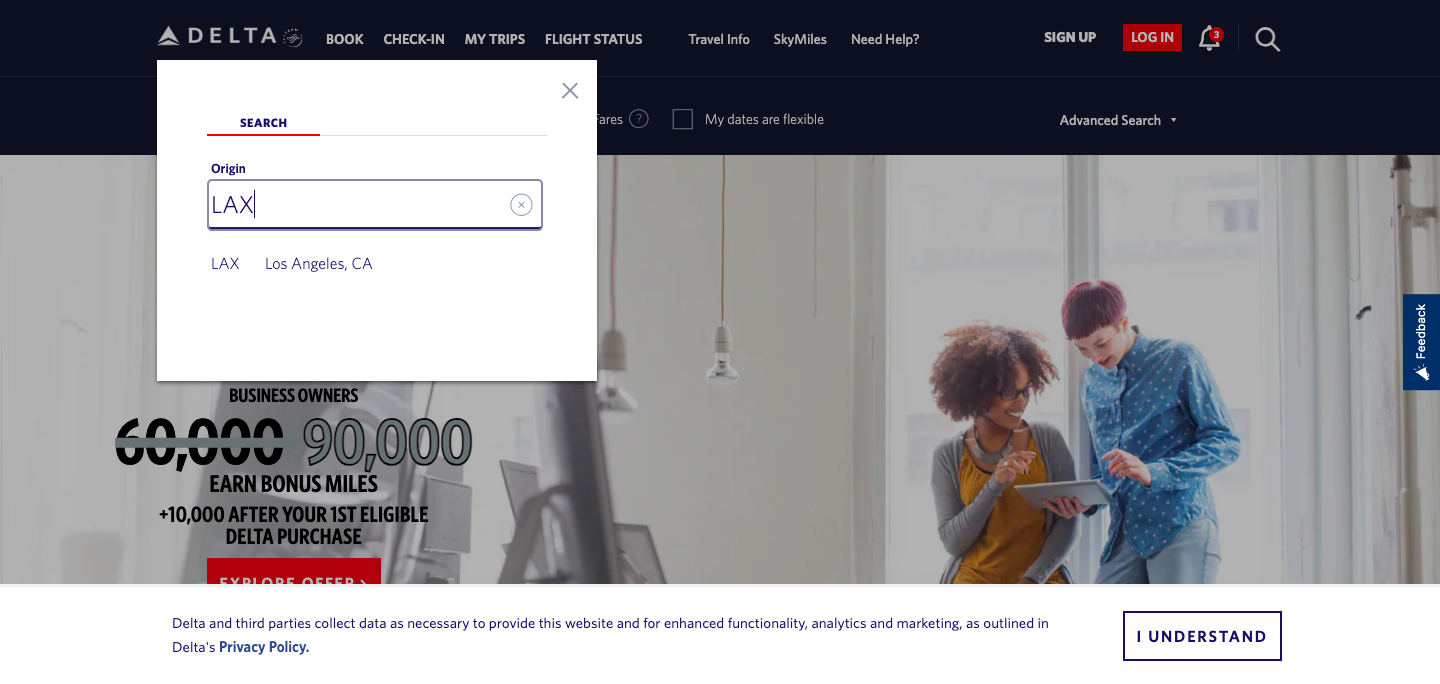 DELTA
BOOK
CHECK-IN
MY TRIPS
FLIGHT STATUS
Travel Info
SkyMiles
Need Help?
SIGN UP
LOG IN
3
SEARCH
Origin
LAX
LAX Los Angeles, CA
Fares
?
My dates are flexible
Advanced Search
Feedback
BUSINESS OWNERS
60,000 90,000
EARN BONUS MILES
+10,000 AFTER YOUR 1ST ELIGIBLE
DELTA PURCHASE
EXPLORE OFFER >
Delta and third parties collect data as necessary to provide this website and for enhanced functionality, analytics and marketing, as outlined in
Delta's Privacy Policy.
I UNDERSTAND